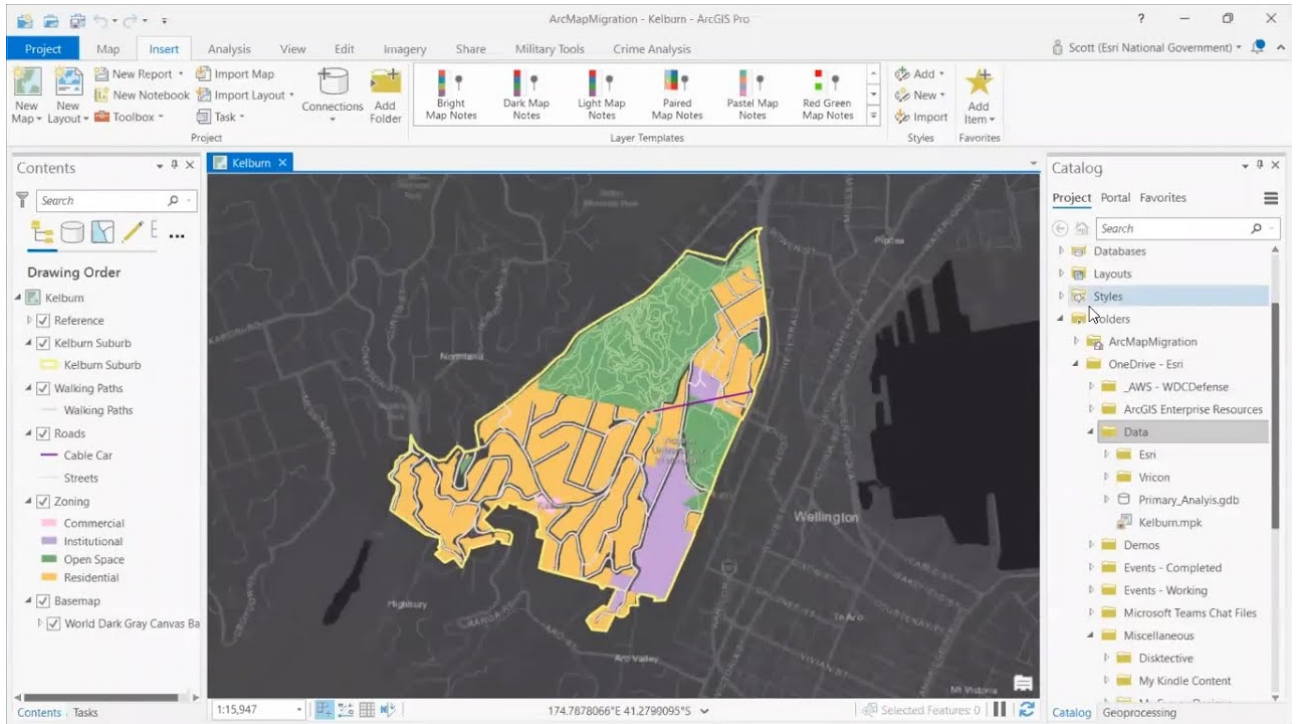 ArcMapMigration - Kelburn - ArcGIS Pro
?
Project Map Insert Analysis View Edit Imagery Share Military Tools Crime Analysis
Scott (Esri National Government)
New Map
New Layout
New Report
New Notebook
Toolbox
Import Map
Import Layout
Task
Connections
Add Folder
Project
Bright Map Notes
Dark Map Notes
Light Map Notes
Paired Map Notes
Pastel Map Notes
Red Green Map Notes
Layer Templates
Add
New
Import
Styles
Add Item
Favorites
Contents
Search
Drawing Order
Kelburn
Reference
Kelburn Suburb
Kelburn Suburb
Walking Paths
Walking Paths
Roads
Cable Car
Streets
Zoning
Commercial
Institutional
Open Space
Residential
Basemap
World Dark Gray Canvas Ba
Contents Tasks
Kelburn
Northland
Wellington
Highbury
Aro Valley
Te Aro
Mt Victoria
Pipitea
1:15,947
174.7878066°E 41.2790095°S
Selected Features: 0
Catalog
Project Portal Favorites
Search
Databases
Layouts
Styles
Folders
ArcMapMigration
OneDrive - Esri
_AWS - WDCDefense
ArcGIS Enterprise Resources
Data
Esri
Vricon
Primary_Analyis.gdb
Kelburn.mpk
Demos
Events - Completed
Events - Working
Microsoft Teams Chat Files
Miscellaneous
Disktective
My Kindle Content
Catalog Geoprocessing